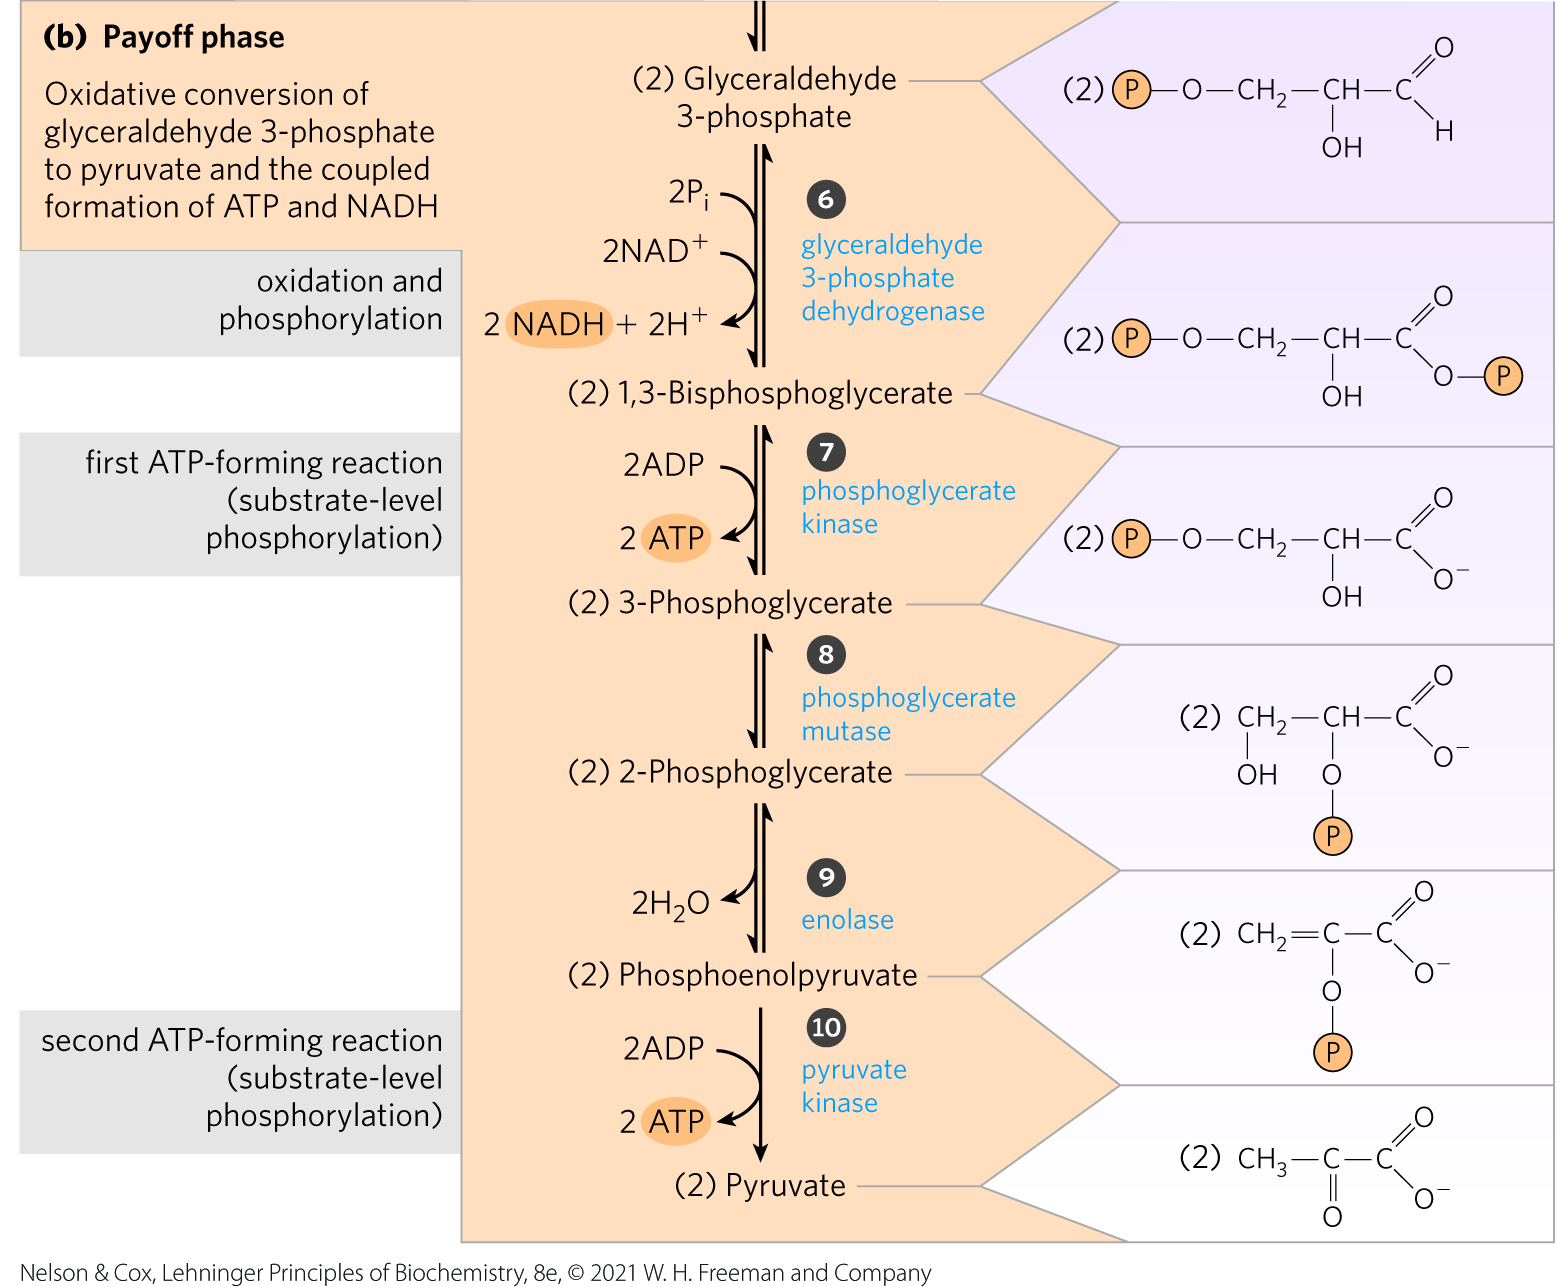 (b) Payoff phase
Oxidative conversion of
glyceraldehyde 3-phosphate
to pyruvate and the coupled
formation of ATP and NADH
(2) Glyceraldehyde
3-phosphate
(2) P—O—CH₂—CH—C
O
H
OH
2Pᵢ
2NAD⁺
2 NADH + 2H⁺
6
glyceraldehyde
3-phosphate
dehydrogenase
oxidation and
phosphorylation
(2) 1,3-Bisphosphoglycerate
(2) P—O—CH₂—CH—C
O
O—P
OH
first ATP-forming reaction
(substrate-level
phosphorylation)
2ADP
2 ATP
7
phosphoglycerate
kinase
(2) 3-Phosphoglycerate
(2) P—O—CH₂—CH—C
O
O⁻
OH
8
phosphoglycerate
mutase
(2) 2-Phosphoglycerate
(2) CH₂—CH—C
O
O⁻
OH O
P
2H₂O
9
enolase
(2) Phosphoenolpyruvate
(2) CH₂=C—C
O
O⁻
O
P
second ATP-forming reaction
(substrate-level
phosphorylation)
2ADP
2 ATP
10
pyruvate
kinase
(2) Pyruvate
(2) CH₃—C—C
O
O⁻
O
Nelson & Cox, Lehninger Principles of Biochemistry, 8e, © 2021 W. H. Freeman and Company